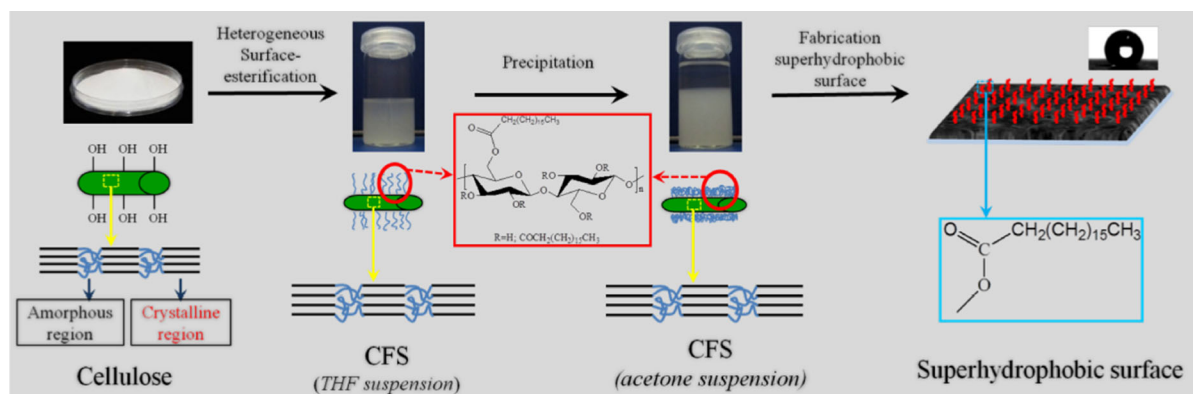 Heterogeneous
Surface-
esterification
Precipitation
Fabrication
superhydrophobic
surface
OH OH OH
OH OH OH
Amorphous
region
Crystalline
region
Cellulose
CH₂(CH₂)₁₅CH₃
O
O
O
RO
OR
O
RO
OR
O
OR
O
n
R=H; COCH₂(CH₂)₁₅CH₃
CFS
(THF suspension)
CFS
(acetone suspension)
O
C
CH₂(CH₂)₁₅CH₃
O
Superhydrophobic surface